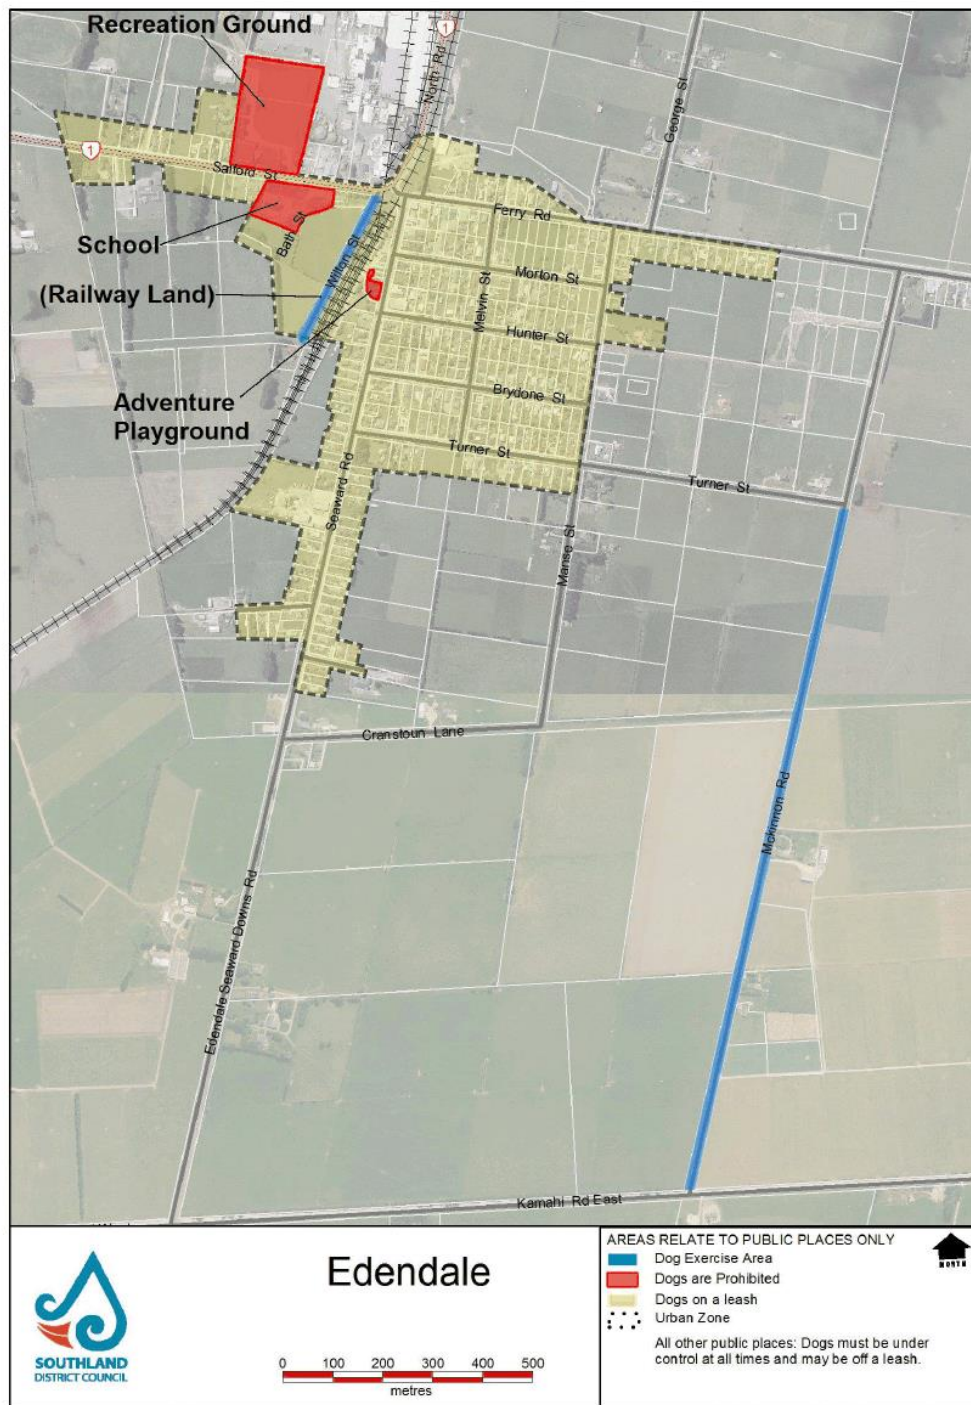 Recreation Ground
1
North Rd
George St
1
Salford St
School
Bath St
Ferry Rd
(Railway Land)
Wilton St
Morton St
Melvin St
Hunter St
Adventure
Playground
Brydone St
Turner St
Turner St
Seaward Rd
Manse St
Cranstoun Lane
Mckinnon Rd
Edendale Seaward Downs Rd
Kamahi Rd East
SOUTHLAND
DISTRICT COUNCIL
Edendale
0 100 200 300 400 500
metres
AREAS RELATE TO PUBLIC PLACES ONLY
NORTH
Dog Exercise Area
Dogs are Prohibited
Dogs on a leash
Urban Zone
All other public places: Dogs must be under
control at all times and may be off a leash.